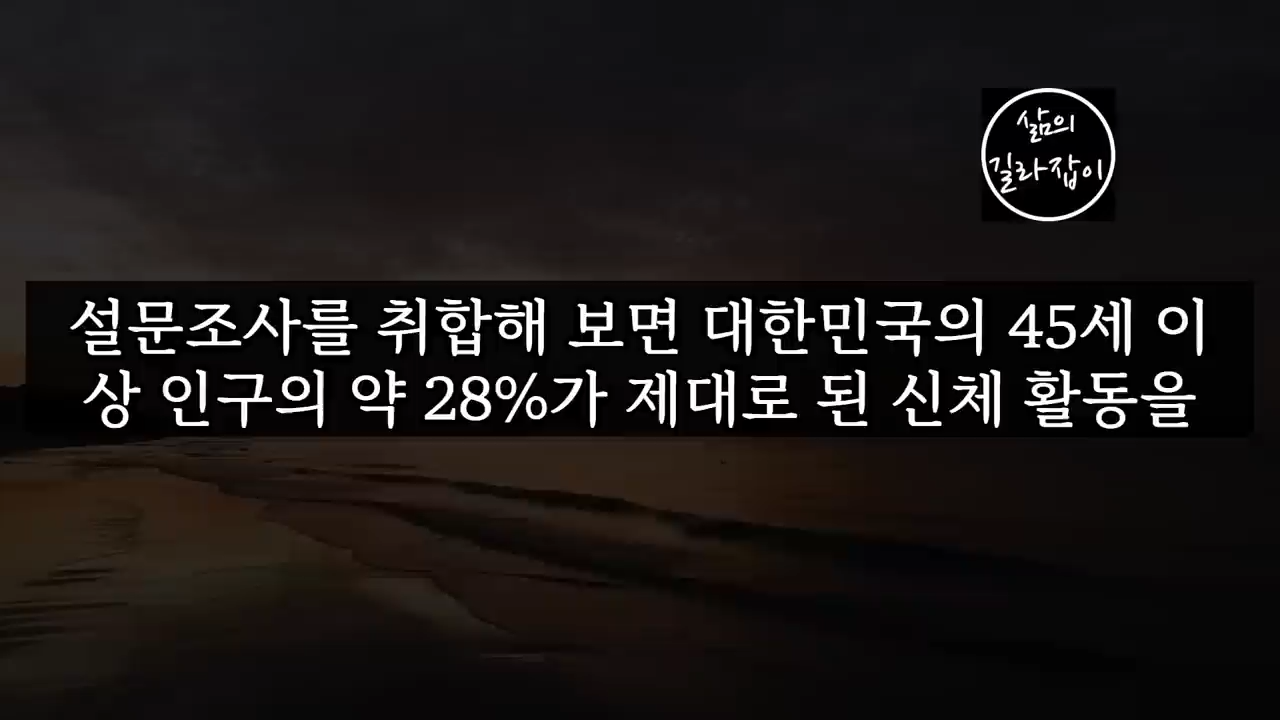 삶의
길라잡이
설문조사를 취합해 보면 대한민국의 45세 이
상 인구의 약 28%가 제대로 된 신체 활동을